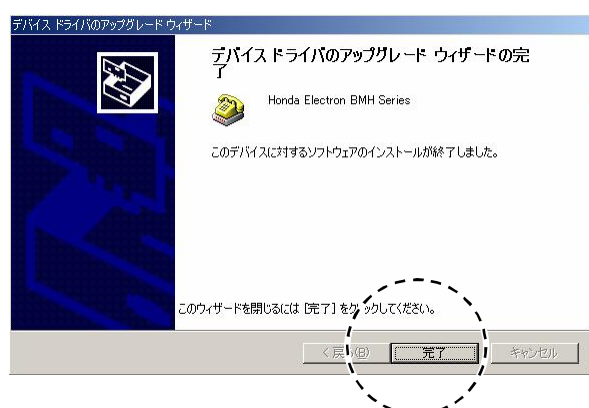 デバイス ドライバのアップグレード ウィザード
デバイス ドライバのアップグレード ウィザードの完
了
Honda Electron BMH Series
このデバイスに対するソフトウェアのインストールが終了しました。
このウィザードを閉じるには [完了] をクリックしてください。
< 戻る(B)
完了
キャンセル